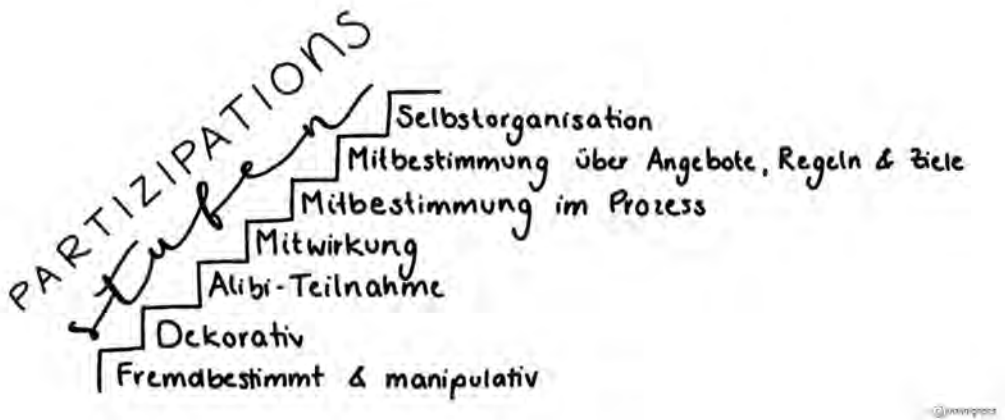 PARTIZIPATIONS
stufen
Selbstorganisation
Mitbestimmung über Angebote, Regeln & Ziele
Mitbestimmung im Prozess
Mitwirkung
Alibi-Teilnahme
Dekorativ
Fremdbestimmt & manipulativ